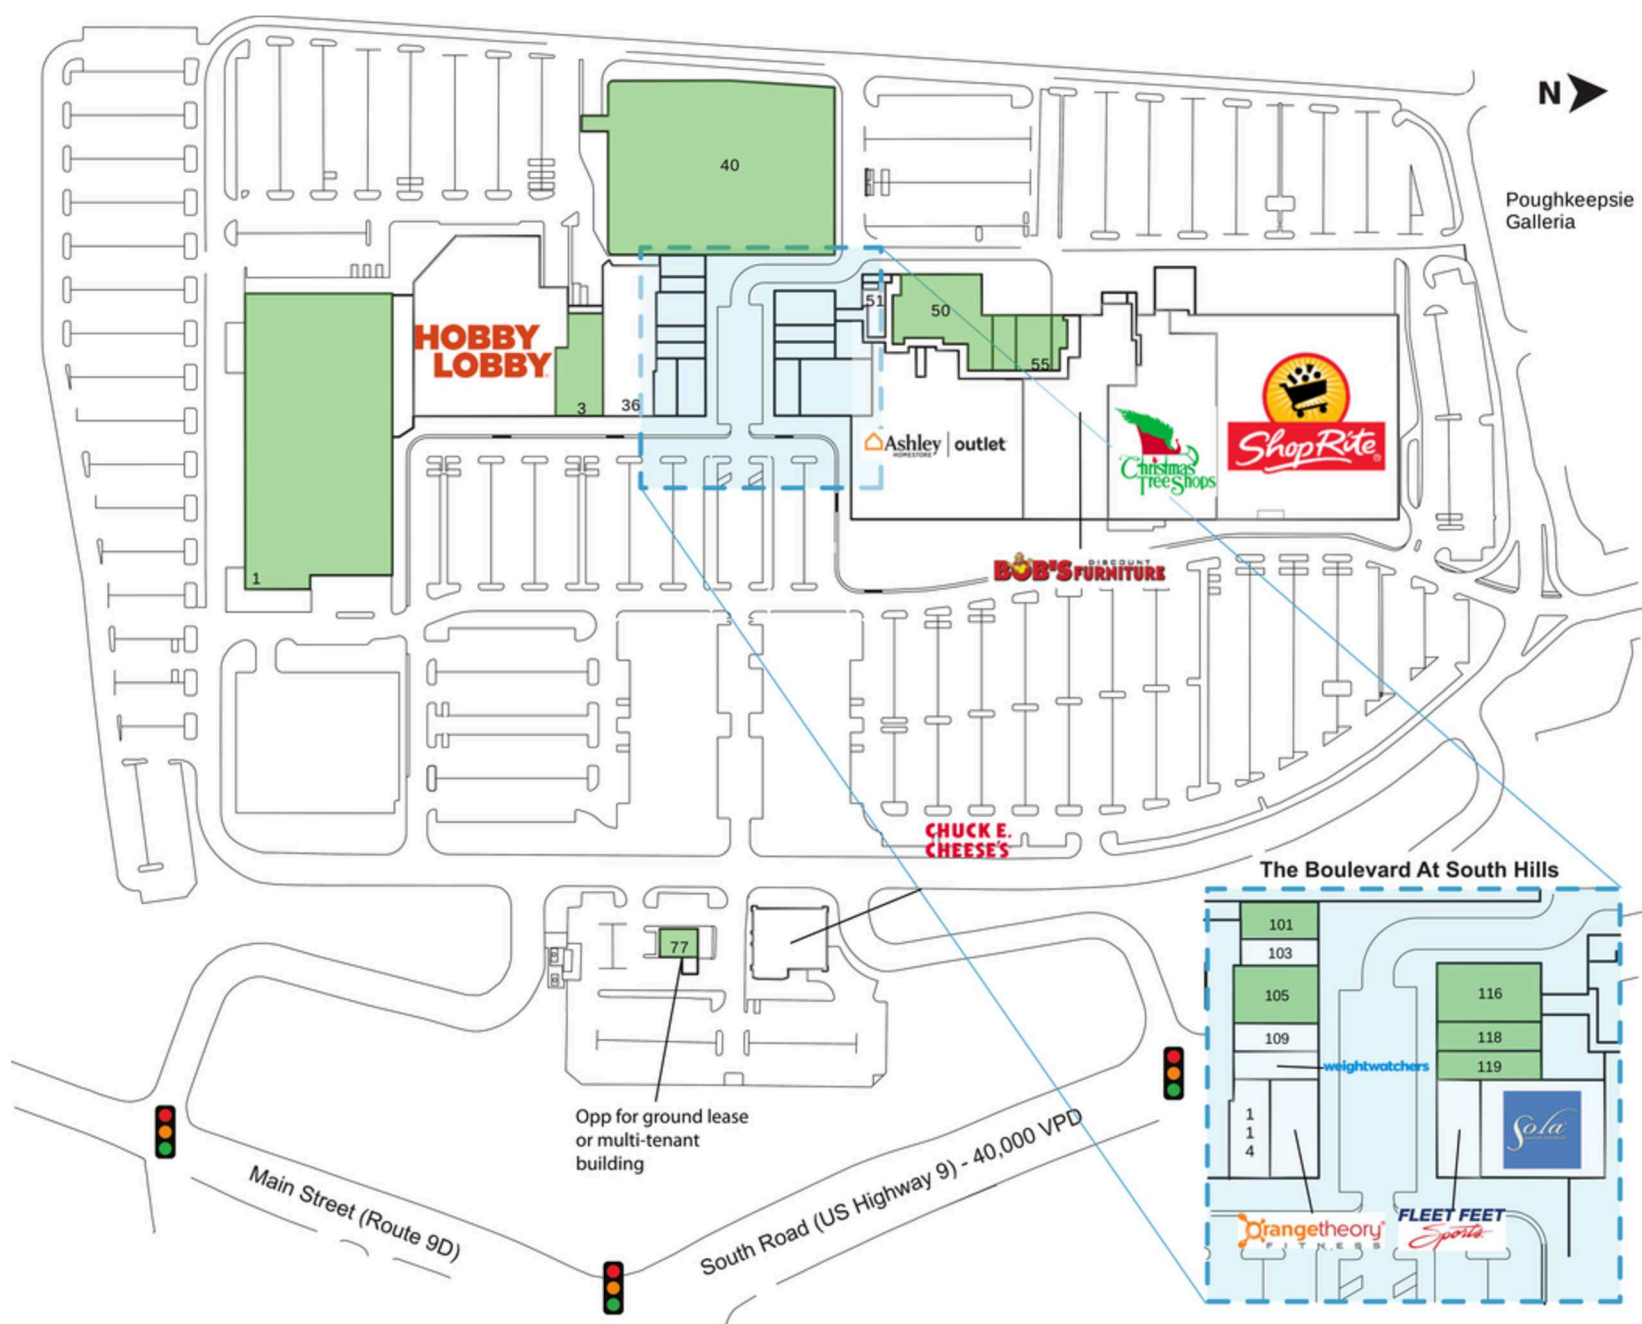 N
40
Poughkeepsie
Galleria
51
50
55
HOBBY
LOBBY
3
36
Ashley
HOMESTORE
outlet
Christmas
Tree Shops
ShopRite
1
BOB'S DISCOUNT
FURNITURE
CHUCK E.
CHEESE'S
The Boulevard At South Hills
77
101
103
105
109
weightwatchers
1
1
4
116
118
119
Sola
Orangetheory
FITNESS
FLEET FEET
Sports
Opp for ground lease
or multi-tenant
building
Main Street (Route 9D)
South Road (US Highway 9) - 40,000 VPD